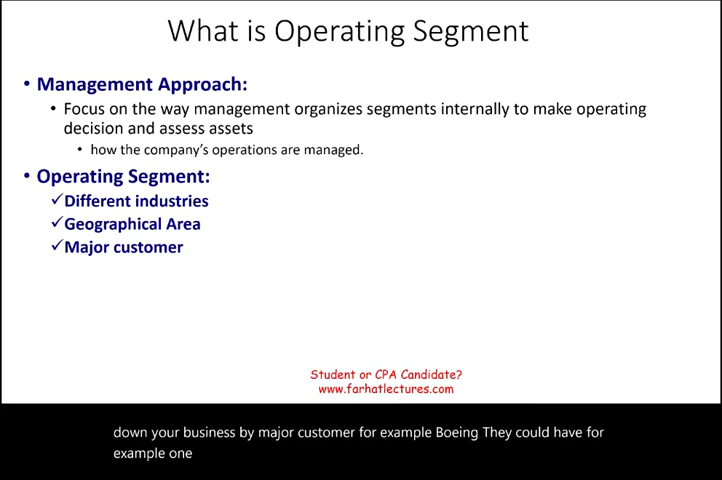 What is Operating Segment
• Management Approach:
• Focus on the way management organizes segments internally to make operating
decision and assess assets
• how the company's operations are managed.
• Operating Segment:
✓Different industries
✓Geographical Area
✓Major customer
Student or CPA Candidate?
www.farhatlectures.com
down your business by major customer for example Boeing They could have for
example one